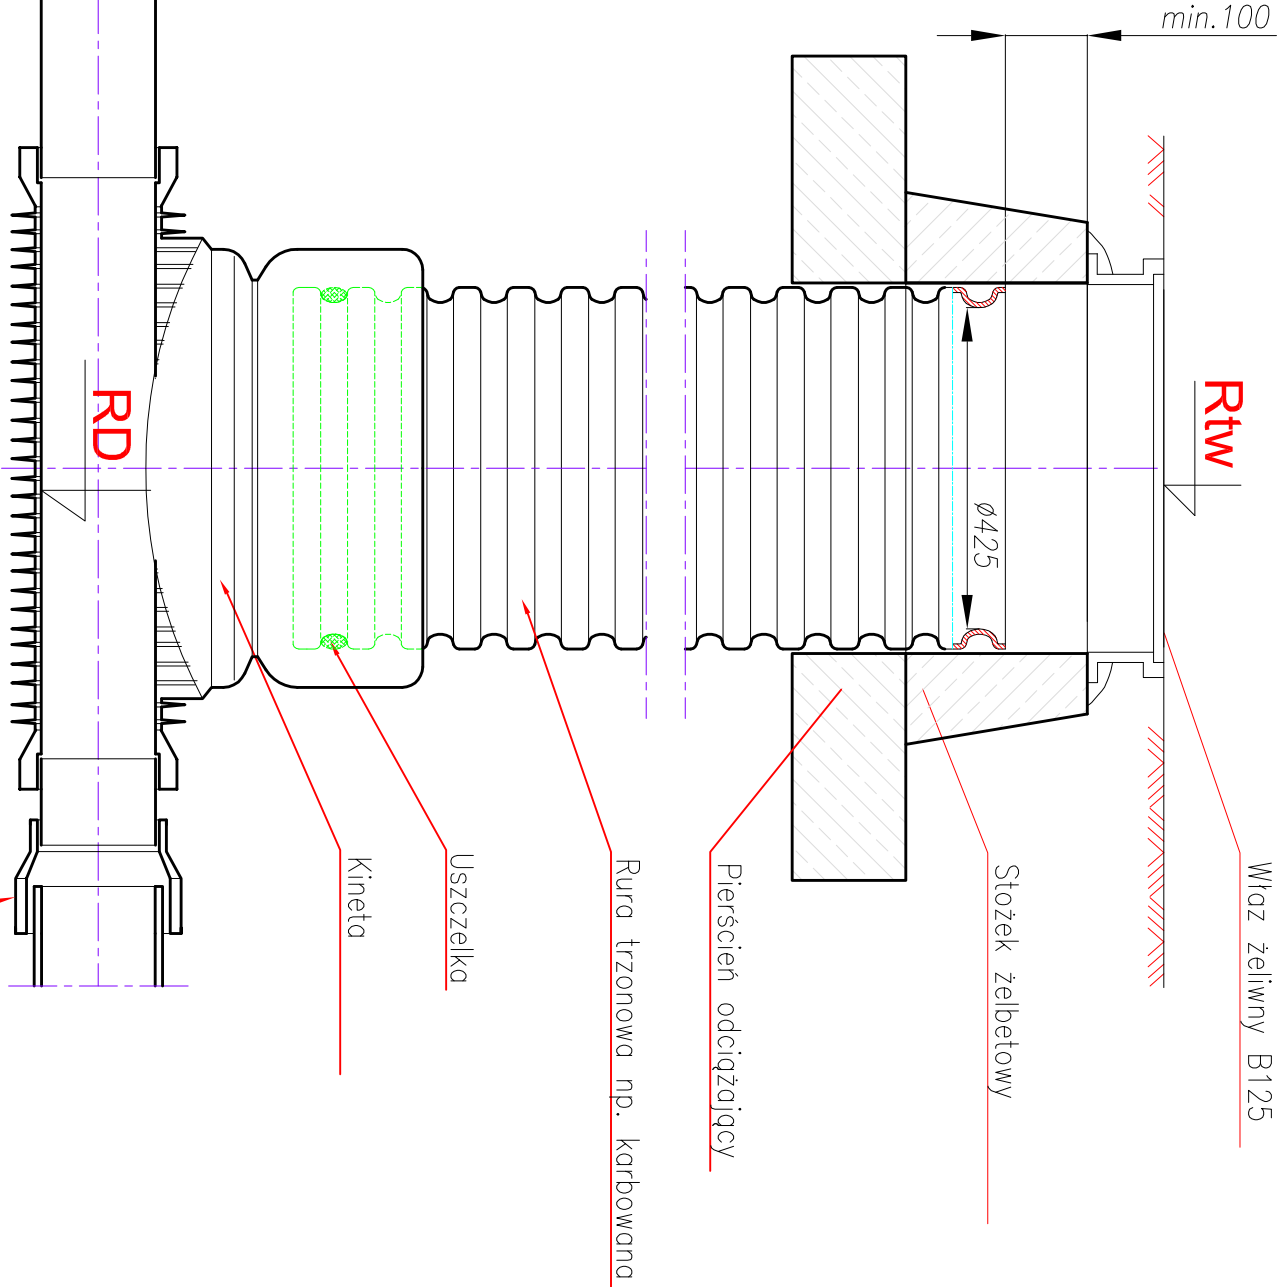 min.100
Rtw
RD
ø425
Właz żeliwny B125
Stożek żelbetowy
Pierścień odciążający
Rura trzonowa np. karbowana
Uszczelka
Kineta